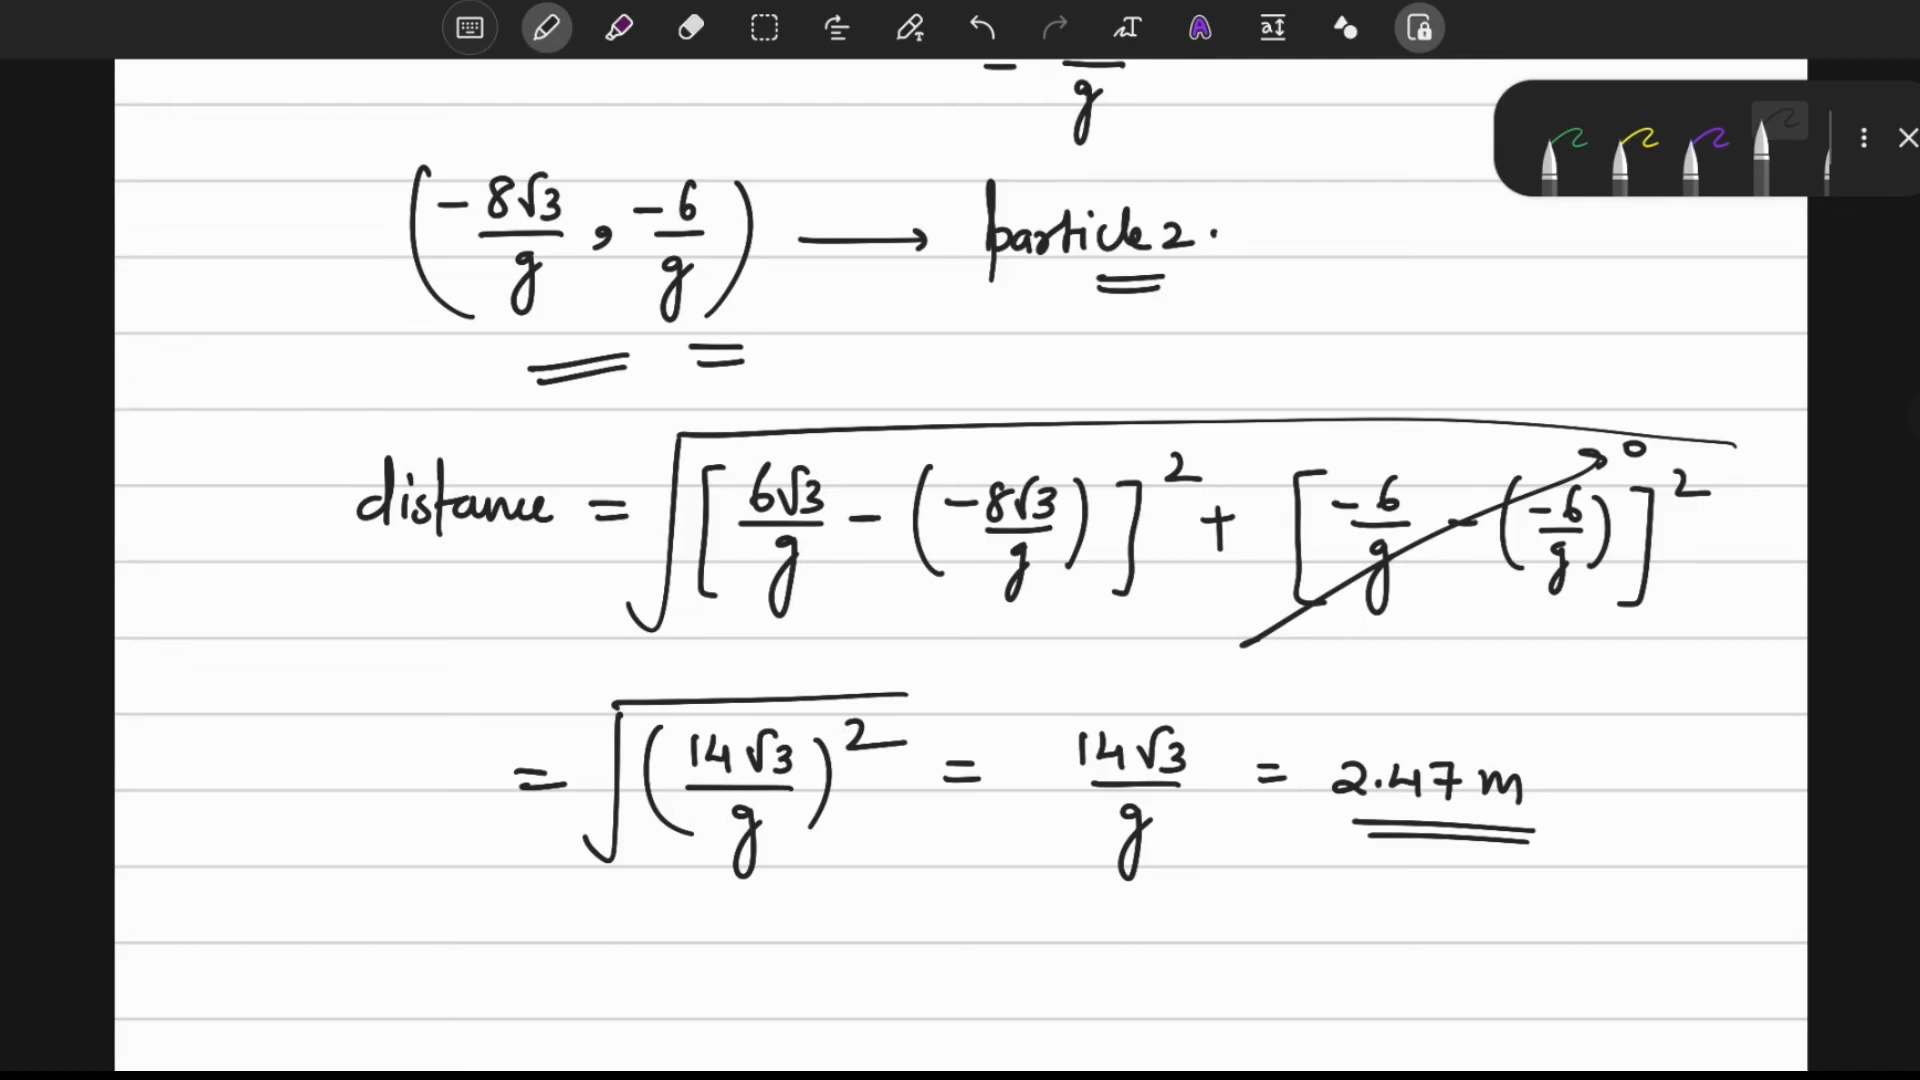 – / g
(-8√3/g , -6/g) → particle 2.
distance = √([6√3/g - (-8√3/g)]² + [-6/g - (-6/g)]²) → 0
= √((14√3/g)²) = 14√3/g = 2.47 m